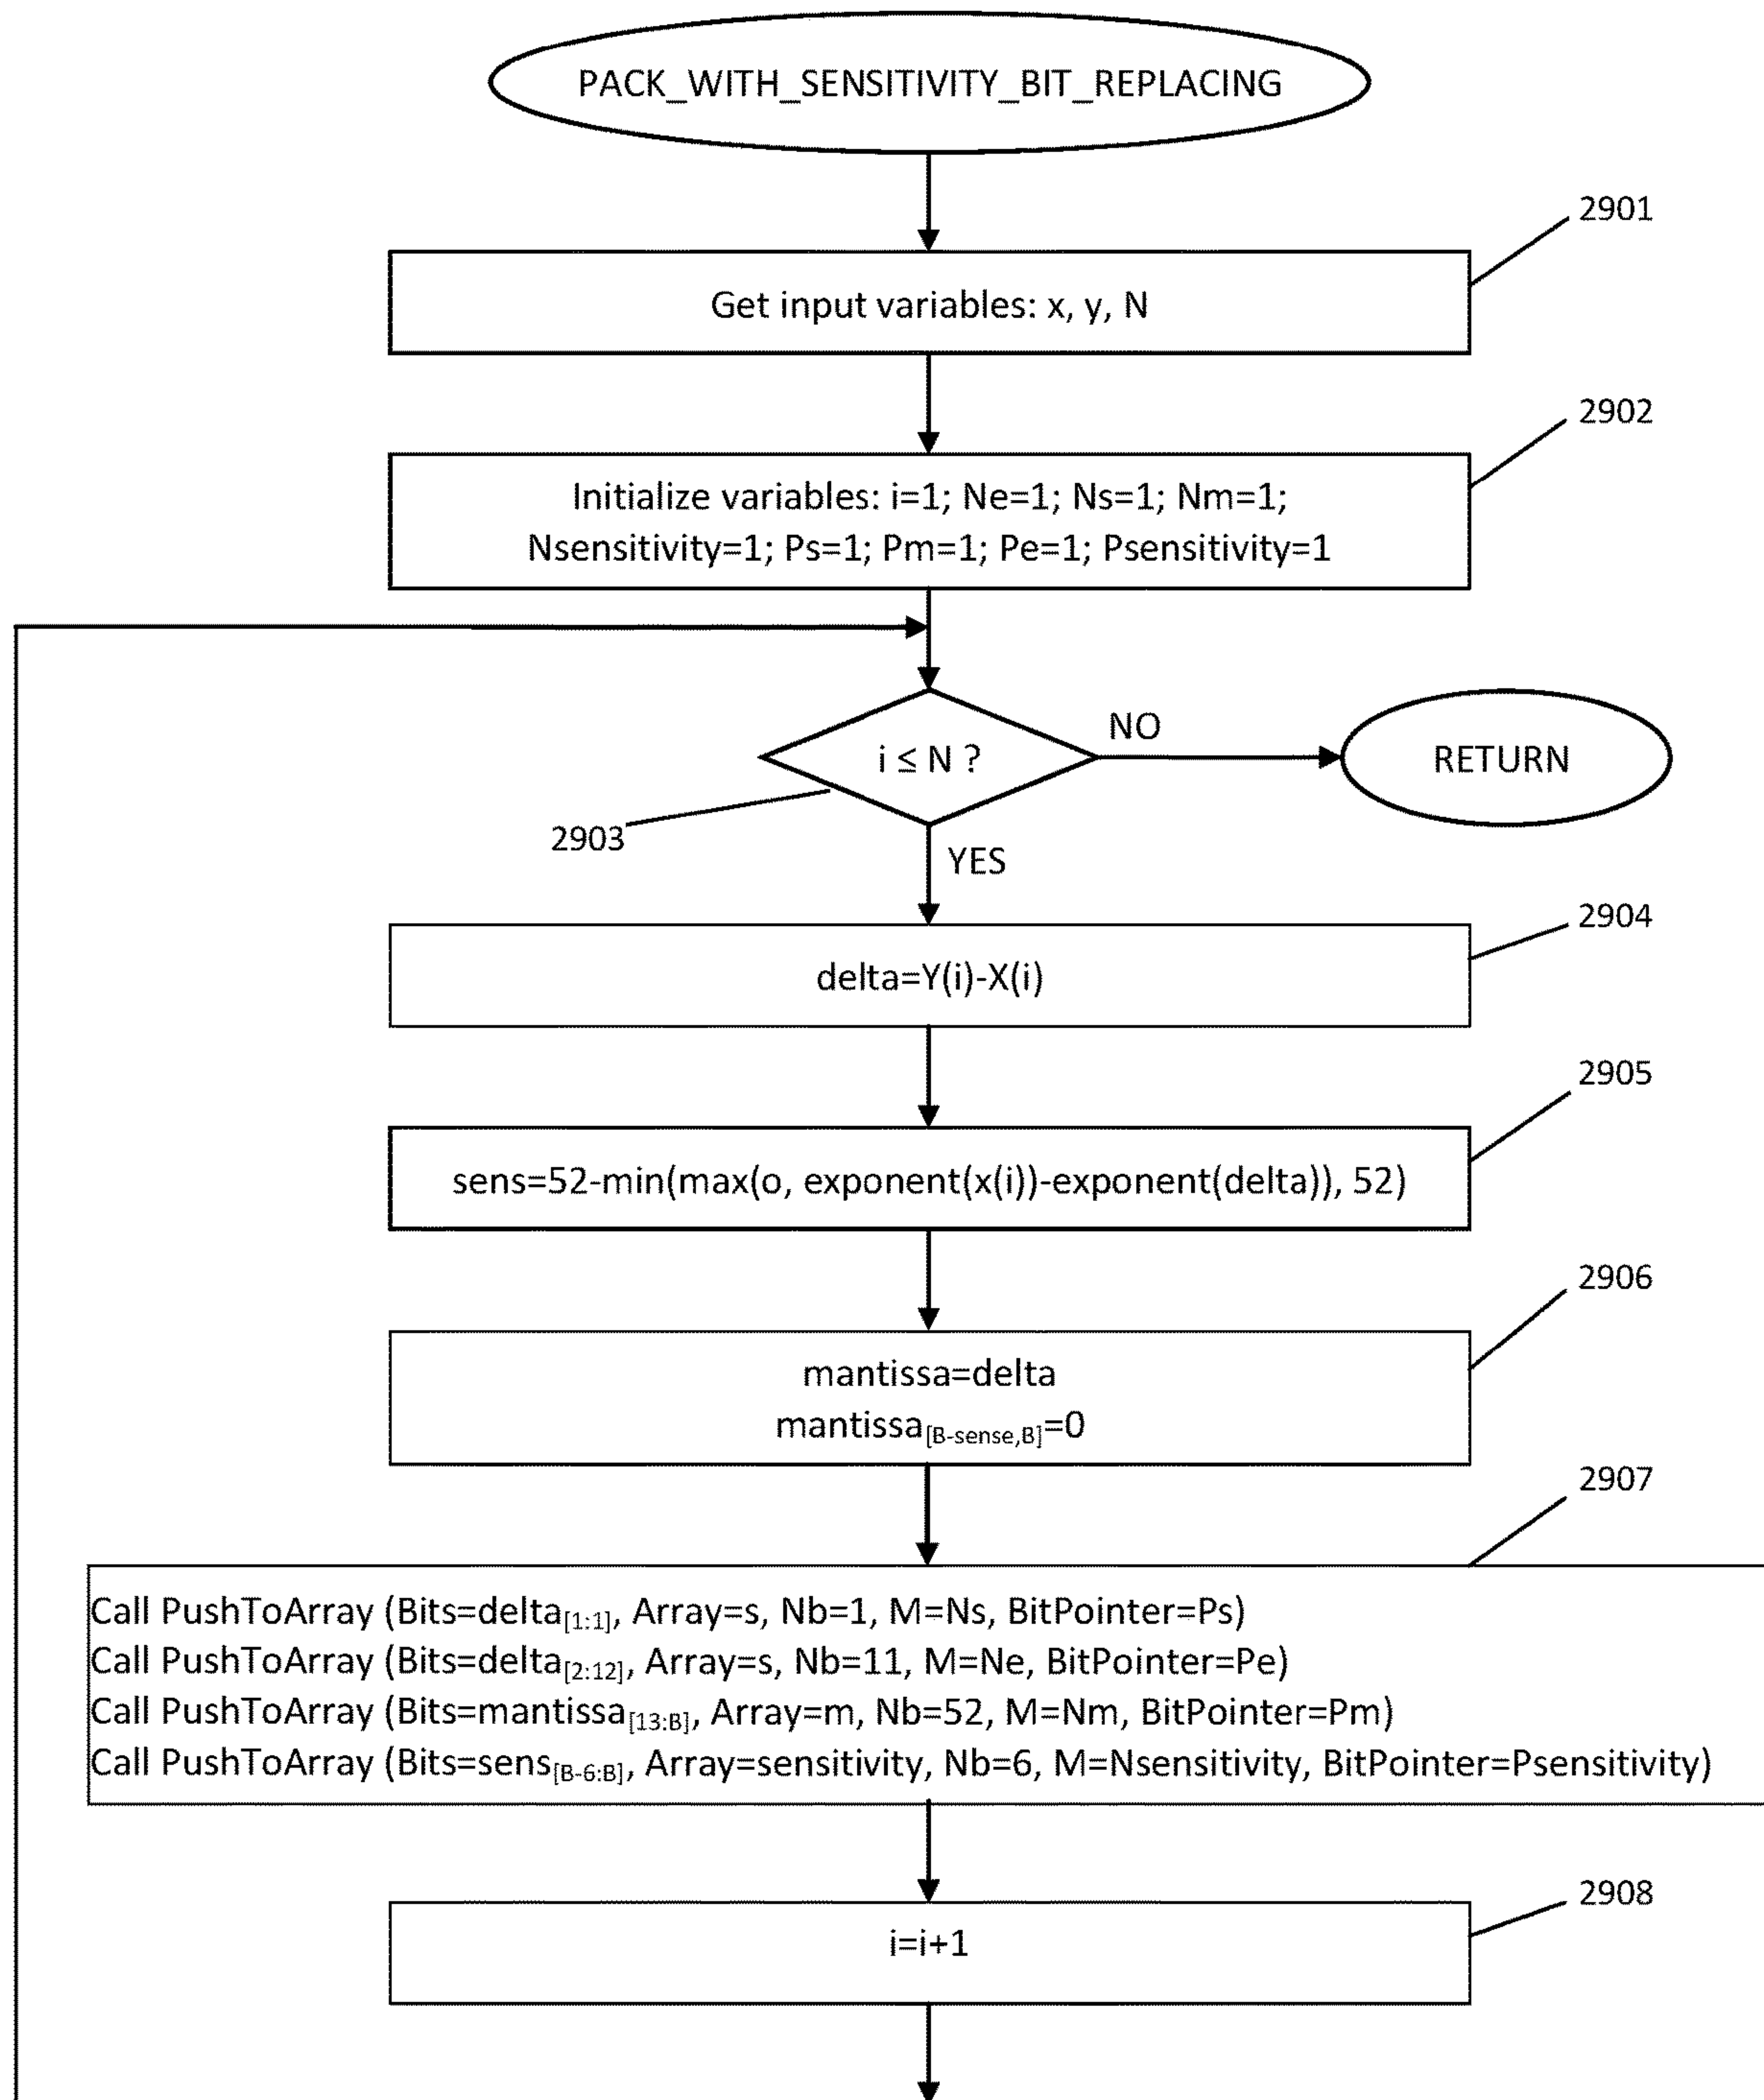 PACK_WITH_SENSITIVITY_BIT_REPLACING
2901
Get input variables: x, y, N
2902
Initialize variables: i=1; Ne=1; Ns=1; Nm=1;
Nsensitivity=1; Ps=1; Pm=1; Pe=1; Psensitivity=1
i ≤ N ?
NO
RETURN
2903
YES
2904
delta=Y(i)-X(i)
2905
sens=52-min(max(o, exponent(x(i))-exponent(delta)), 52)
2906
mantissa=delta
mantissa[B-sense,B]=0
2907
Call PushToArray (Bits=delta[1:1], Array=s, Nb=1, M=Ns, BitPointer=Ps)
Call PushToArray (Bits=delta[2:12], Array=s, Nb=11, M=Ne, BitPointer=Pe)
Call PushToArray (Bits=mantissa[13:B], Array=m, Nb=52, M=Nm, BitPointer=Pm)
Call PushToArray (Bits=sens[B-6:B], Array=sensitivity, Nb=6, M=Nsensitivity, BitPointer=Psensitivity)
2908
i=i+1